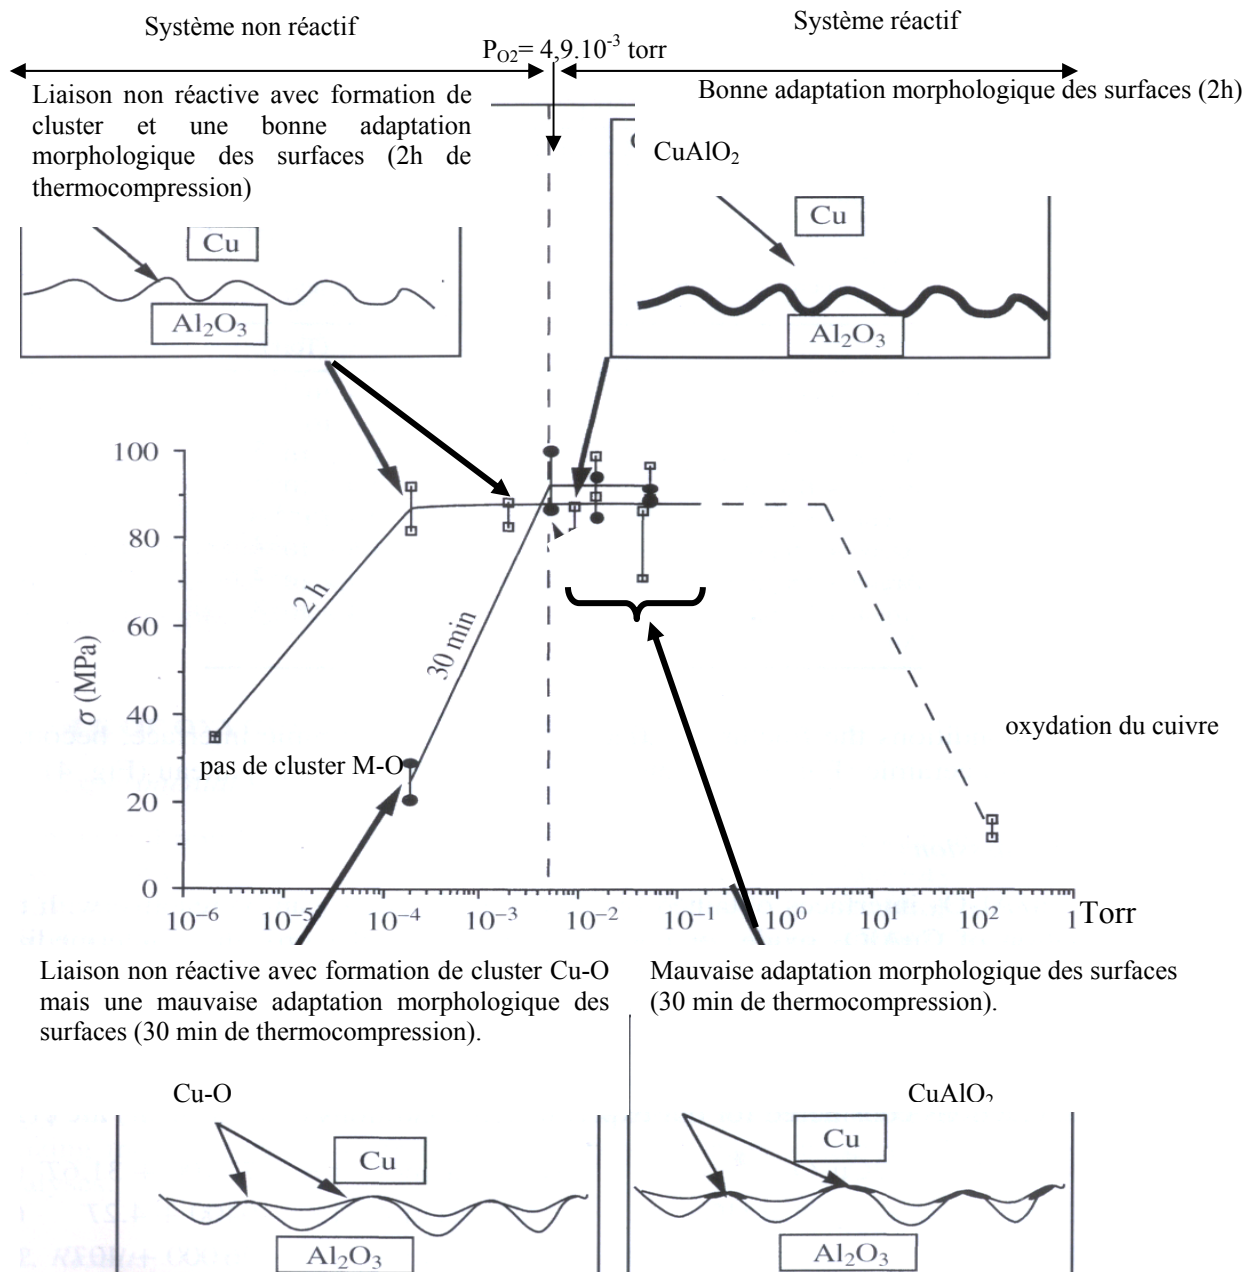 Système non réactif
Système réactif
P_O2= 4,9.10⁻³ torr
Liaison non réactive avec formation de
cluster et une bonne adaptation
morphologique des surfaces (2h de
thermocompression)
Bonne adaptation morphologique des surfaces (2h)
CuAlO₂
Cu
Al₂O₃
Cu
Al₂O₃
100
80
60
40
20
0
σ (MPa)
2 h
30 min
pas de cluster M-O
oxydation du cuivre
10⁻⁶ 10⁻⁵ 10⁻⁴ 10⁻³ 10⁻² 10⁻¹ 10⁰ 10¹ 10² 1 Torr
Liaison non réactive avec formation de cluster Cu-O
mais une mauvaise adaptation morphologique des
surfaces (30 min de thermocompression).
Mauvaise adaptation morphologique des surfaces
(30 min de thermocompression).
Cu-O
Cu
Al₂O₃
CuAlO₂
Cu
Al₂O₃